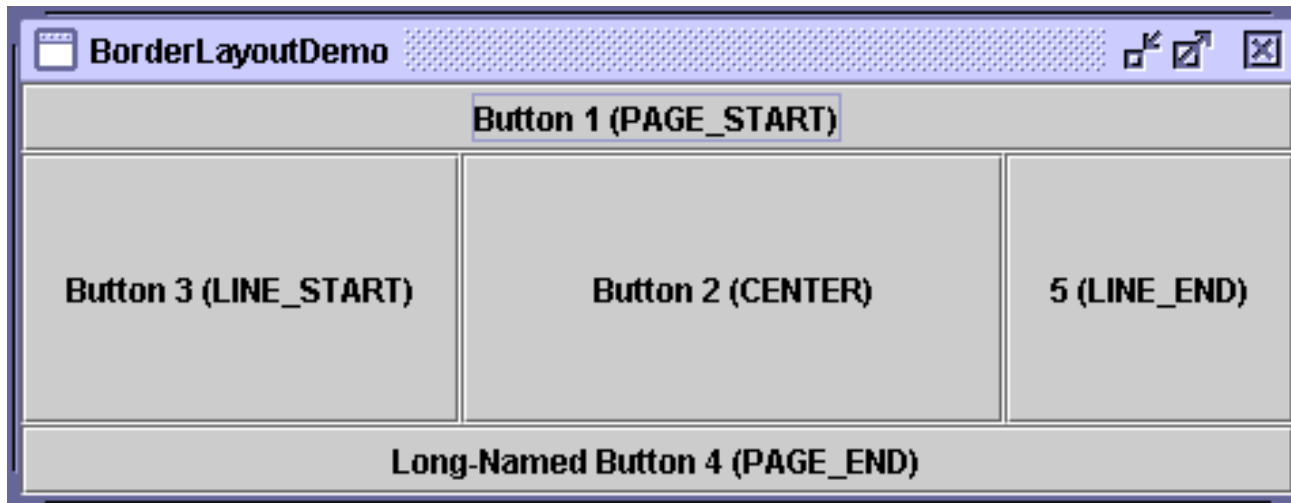 BorderLayoutDemo
Button 1 (PAGE_START)
Button 3 (LINE_START)
Button 2 (CENTER)
5 (LINE_END)
Long-Named Button 4 (PAGE_END)